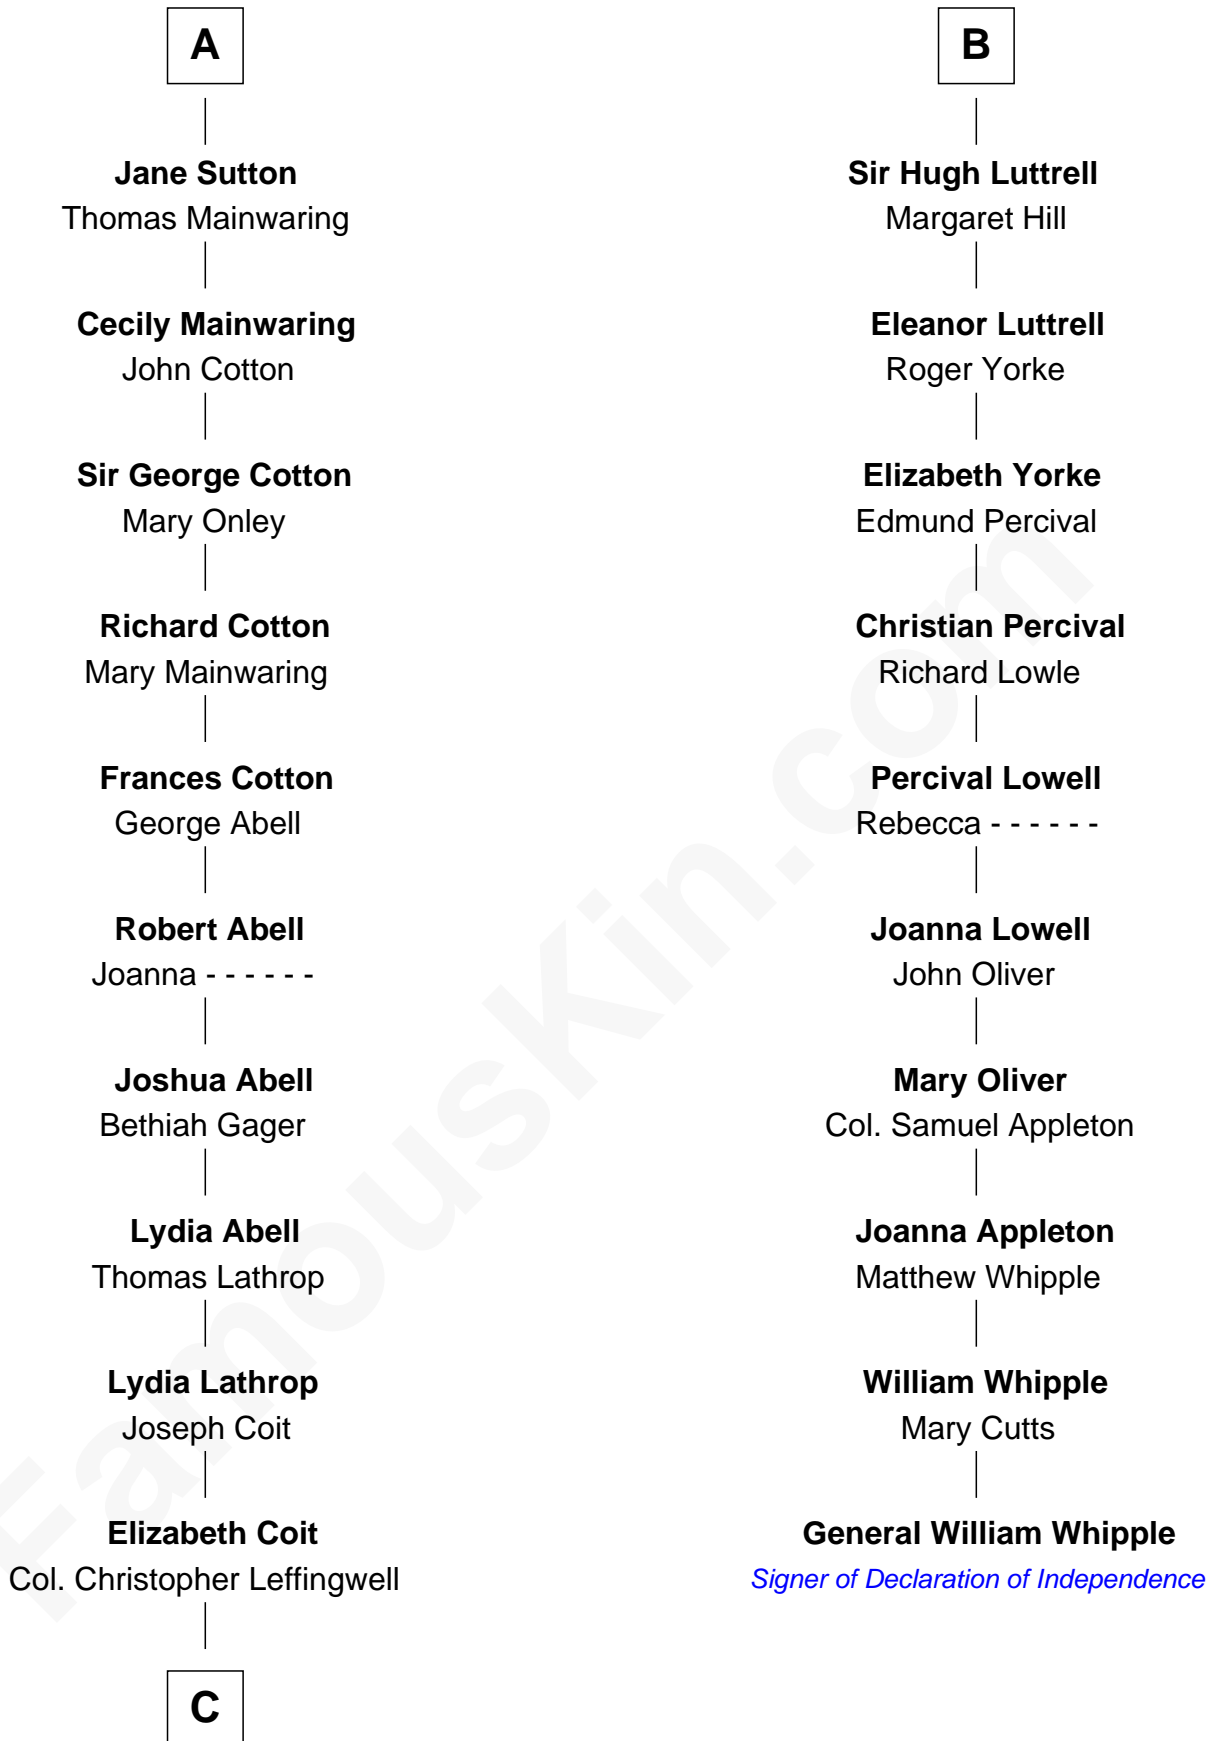 A
Jane Sutton
Thomas Mainwaring
Cecily Mainwaring
John Cotton
Sir George Cotton
Mary Onley
Richard Cotton
Mary Mainwaring
Frances Cotton
George Abell
Robert Abell
Joanna - - - - - -
Joshua Abell
Bethiah Gager
Lydia Abell
Thomas Lathrop
Lydia Lathrop
Joseph Coit
Elizabeth Coit
Col. Christopher Leffingwell
C
B
Sir Hugh Luttrell
Margaret Hill
Eleanor Luttrell
Roger Yorke
Elizabeth Yorke
Edmund Percival
Christian Percival
Richard Lowle
Percival Lowell
Rebecca - - - - - -
Joanna Lowell
John Oliver
Mary Oliver
Col. Samuel Appleton
Joanna Appleton
Matthew Whipple
William Whipple
Mary Cutts
General William Whipple
Signer of Declaration of Independence
FamousKin.com